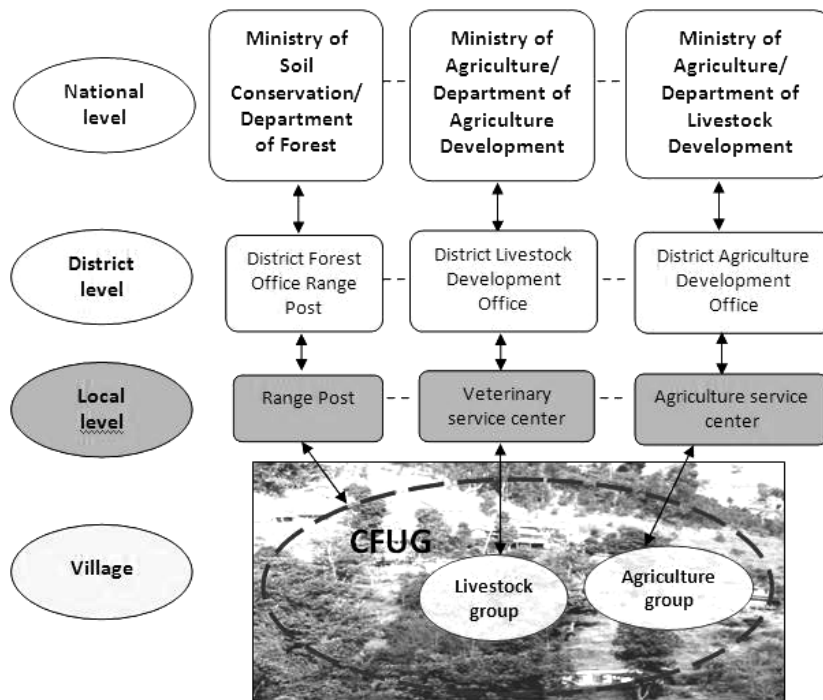 National
level
Ministry of
Soil
Conservation/
Department
of Forest
Ministry of
Agriculture/
Department of
Agriculture
Development
Ministry of
Agriculture/
Department of
Livestock
Development
District
level
District Forest
Office Range
Post
District Livestock
Development
Office
District Agriculture
Development
Office
Local
level
Range Post
Veterinary
service center
Agriculture service
center
Village
CFUG
Livestock
group
Agriculture
group